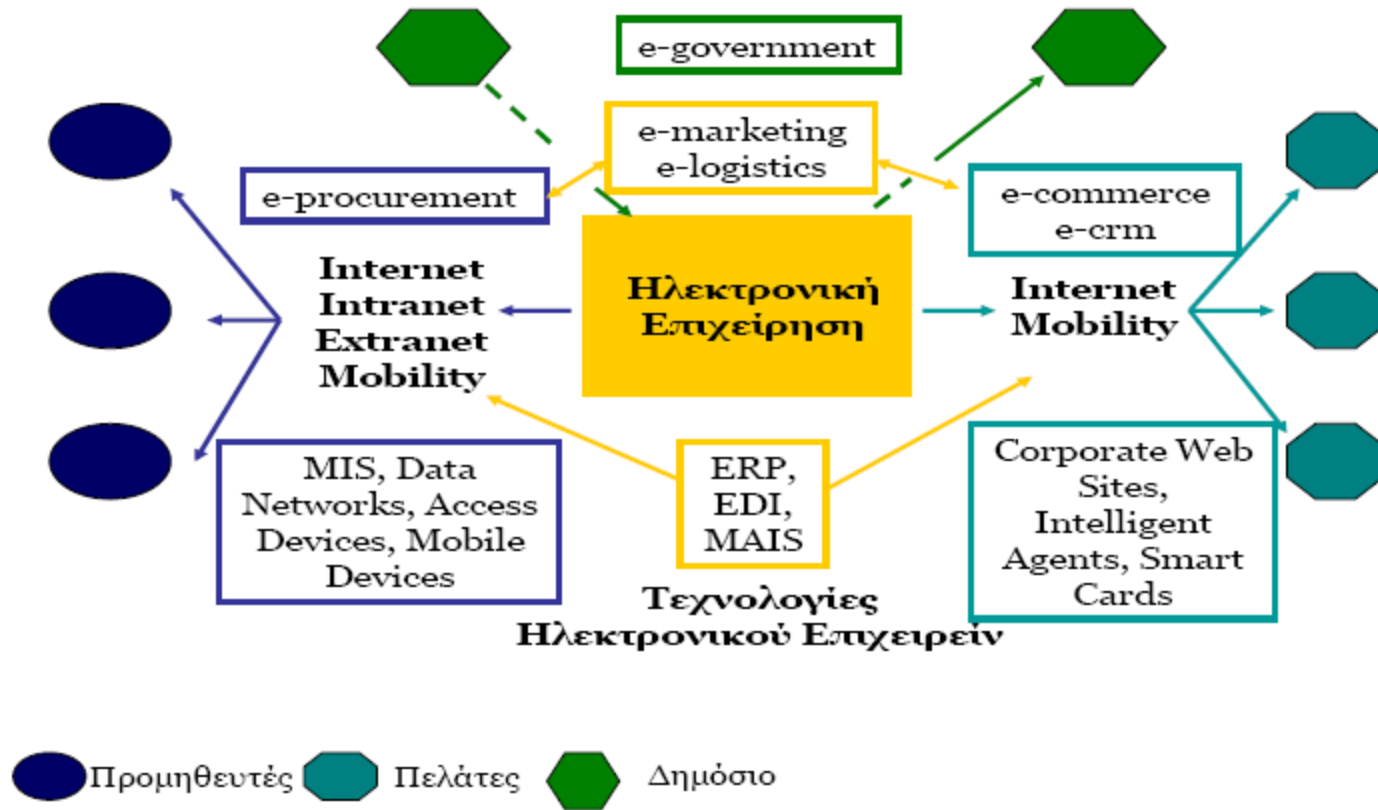 e-government
e-marketing
e-logistics
e-procurement
e-commerce
e-crm
Internet
Intranet
Extranet
Mobility
Ηλεκτρονική
Επιχείρηση
Internet
Mobility
MIS, Data
Networks, Access
Devices, Mobile
Devices
ERP,
EDI,
MAIS
Corporate Web
Sites,
Intelligent
Agents, Smart
Cards
Τεχνολογίες
Ηλεκτρονικού Επιχειρείν
Προμηθευτές
Πελάτες
Δημόσιο